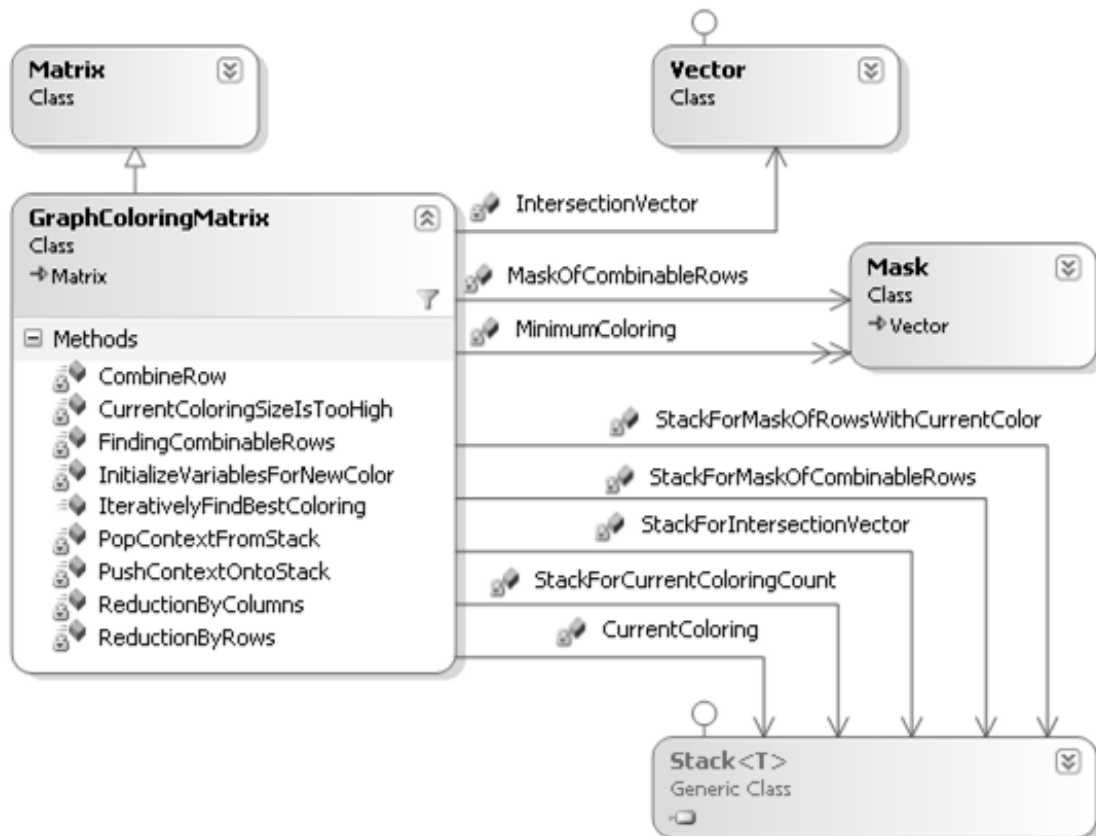 Matrix
Class
Vector
Class
GraphColoringMatrix
Class
Matrix
IntersectionVector
MaskOfCombinableRows
MinimumColoring
Mask
Class
Vector
Methods
CombineRow
CurrentColoringSizeIsTooHigh
FindingCombinableRows
InitializeVariablesForNewColor
IterativelyFindBestColoring
PopContextFromStack
PushContextOntoStack
ReductionByColumns
ReductionByRows
StackForMaskOfRowsWithCurrentColor
StackForMaskOfCombinableRows
StackForIntersectionVector
StackForCurrentColoringCount
CurrentColoring
Stack<T>
Generic Class